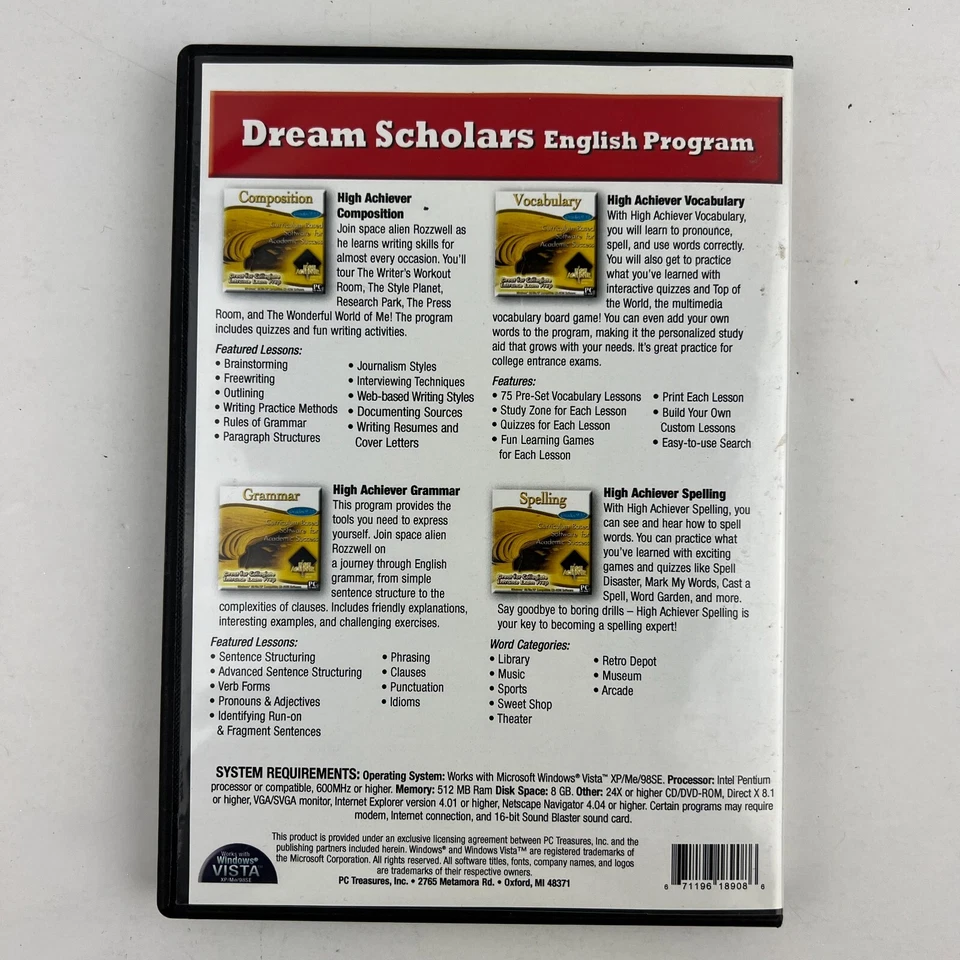 Dream Scholars English Program
Composition
High Achiever
Composition
Join space alien Rozzwell as
he learns writing skills for
almost every occasion. You'll
tour The Writer's Workout
Room, The Style Planet,
Research Park, The Press
Room, and The Wonderful World of Me! The program
includes quizzes and fun writing activities.
Featured Lessons:
• Brainstorming
• Freewriting
• Outlining
• Writing Practice Methods
• Rules of Grammar
• Paragraph Structures
• Journalism Styles
• Interviewing Techniques
• Web-based Writing Styles
• Documenting Sources
• Writing Resumes and
Cover Letters
Vocabulary
High Achiever Vocabulary
With High Achiever Vocabulary,
you will learn to pronounce,
spell, and use words correctly.
You will also get to practice
what you've learned with
interactive quizzes and Top of
the World, the multimedia
vocabulary board game! You can even add your own
words to the program, making it the personalized study
aid that grows with your needs. It's great practice for
college entrance exams.
Features:
• 75 Pre-Set Vocabulary Lessons
• Study Zone for Each Lesson
• Quizzes for Each Lesson
• Fun Learning Games
for Each Lesson
• Print Each Lesson
• Build Your Own
Custom Lessons
• Easy-to-use Search
Grammar
High Achiever Grammar
This program provides the
tools you need to express
yourself. Join space alien
Rozzwell on
a journey through English
grammar, from simple
sentence structure to the
complexities of clauses. Includes friendly explanations,
interesting examples, and challenging exercises.
Featured Lessons:
• Sentence Structuring
• Advanced Sentence Structuring
• Verb Forms
• Pronouns & Adjectives
• Identifying Run-on
& Fragment Sentences
• Phrasing
• Clauses
• Punctuation
• Idioms
Spelling
High Achiever Spelling
With High Achiever Spelling, you
can see and hear how to spell
words. You can practice what
you've learned with exciting
games and quizzes like Spell
Disaster, Mark My Words, Cast a
Spell, Word Garden, and more.
Say goodbye to boring drills – High Achiever Spelling is
your key to becoming a spelling expert!
Word Categories:
• Library
• Music
• Sports
• Sweet Shop
• Theater
• Retro Depot
• Museum
• Arcade
SYSTEM REQUIREMENTS: Operating System: Works with Microsoft Windows® Vista™ XP/Me/98SE. Processor: Intel Pentium
processor or compatible, 600MHz or higher. Memory: 512 MB Ram Disk Space: 8 GB. Other: 24X or higher CD/DVD-ROM, Direct X 8.1
or higher, VGA/SVGA monitor, Internet Explorer version 4.01 or higher, Netscape Navigator 4.04 or higher. Certain programs may require
modem, Internet connection, and 16-bit Sound Blaster sound card.
Works with
Windows®
VISTA™
XP/Me/98SE
This product is provided under an exclusive licensing agreement between PC Treasures, Inc. and the
publishing partners included herein. Windows® and Windows Vista™ are registered trademarks of
the Microsoft Corporation. All rights reserved. All software titles, fonts, company names, and logos
are trademarks of their respective owners.
PC Treasures, Inc. • 2765 Metamora Rd. • Oxford, MI 48371
6 71196 18908 6